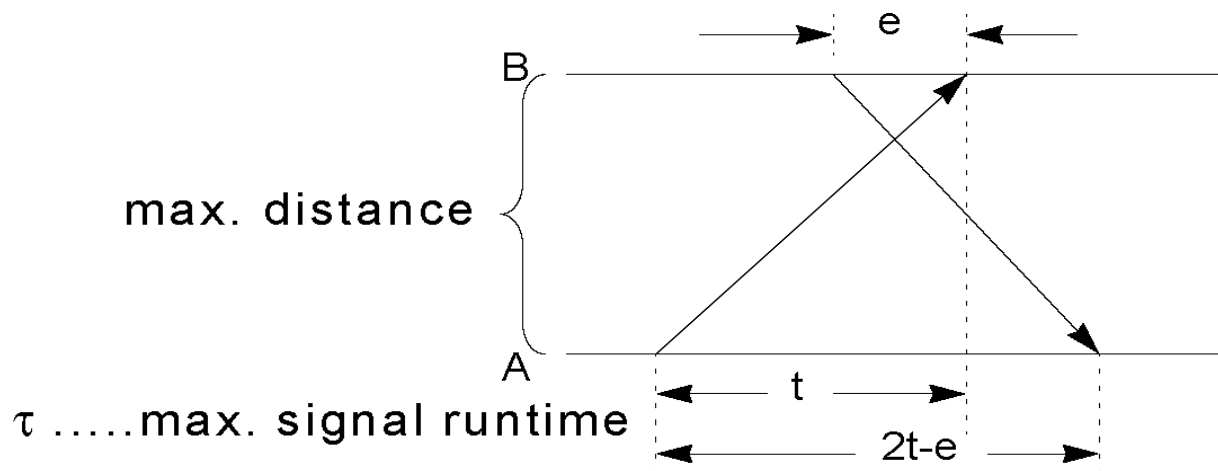 e
B
max. distance
A
t
τ .....max. signal runtime
2t-e